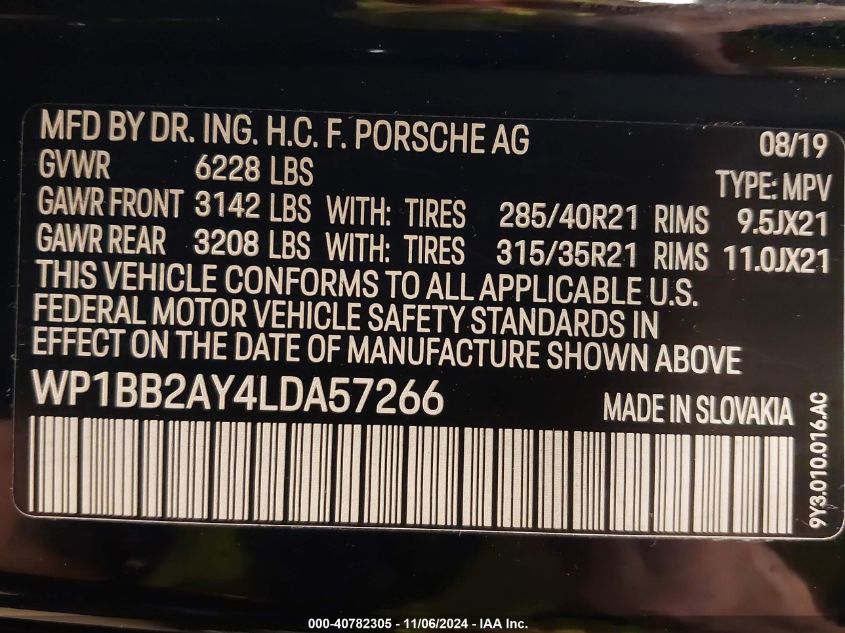 MFD BY DR. ING. H.C. F. PORSCHE AG 08/19
GVWR 6228 LBS TYPE: MPV
GAWR FRONT 3142 LBS WITH: TIRES 285/40R21 RIMS 9.5JX21
GAWR REAR 3208 LBS WITH: TIRES 315/35R21 RIMS 11.0JX21
THIS VEHICLE CONFORMS TO ALL APPLICABLE U.S.
FEDERAL MOTOR VEHICLE SAFETY STANDARDS IN
EFFECT ON THE DATE OF MANUFACTURE SHOWN ABOVE
WP1BB2AY4LDA57266 MADE IN SLOVAKIA
9Y3.010.016.AC
000-40782305 - 11/06/2024 - IAA Inc.